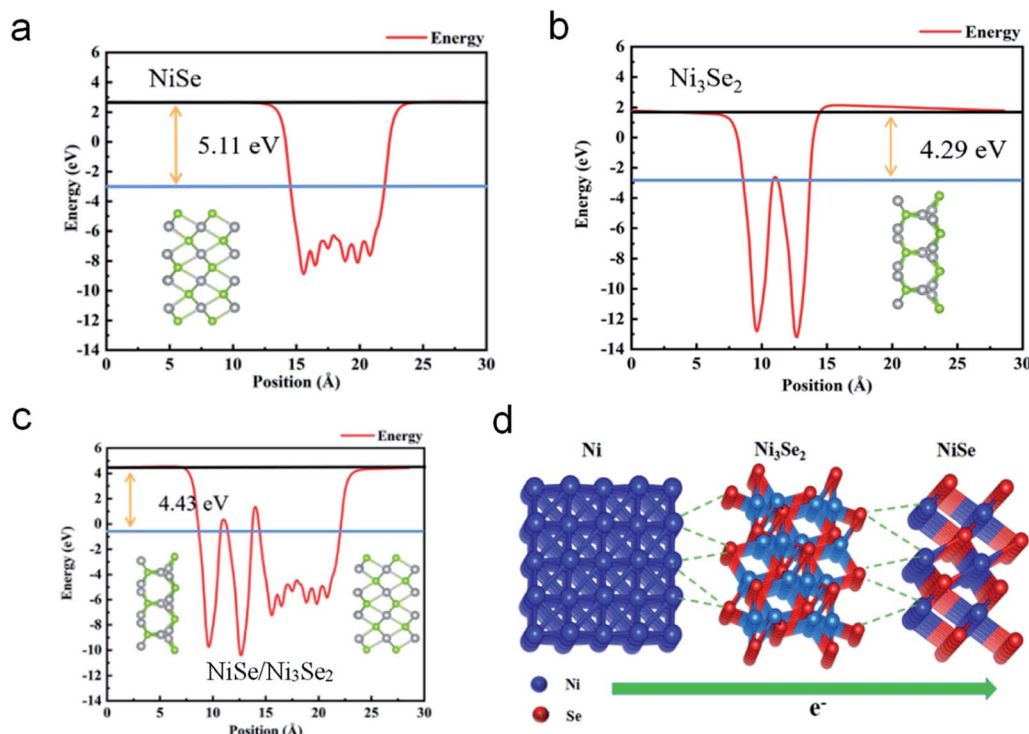 a
Energy
NiSe
5.11 eV
Energy (eV)
6
4
2
0
-2
-4
-6
-8
-10
-12
-14
0 5 10 15 20 25 30
Position (Å)
b
Energy
Ni₃Se₂
4.29 eV
Energy (eV)
6
4
2
0
-2
-4
-6
-8
-10
-12
-14
0 5 10 15 20 25 30
Position (Å)
c
Energy
4.43 eV
NiSe/Ni₃Se₂
Energy (eV)
6
4
2
0
-2
-4
-6
-8
-10
-12
-14
0 5 10 15 20 25 30
Position (Å)
d
Ni Ni₃Se₂ NiSe
Ni
Se
e⁻